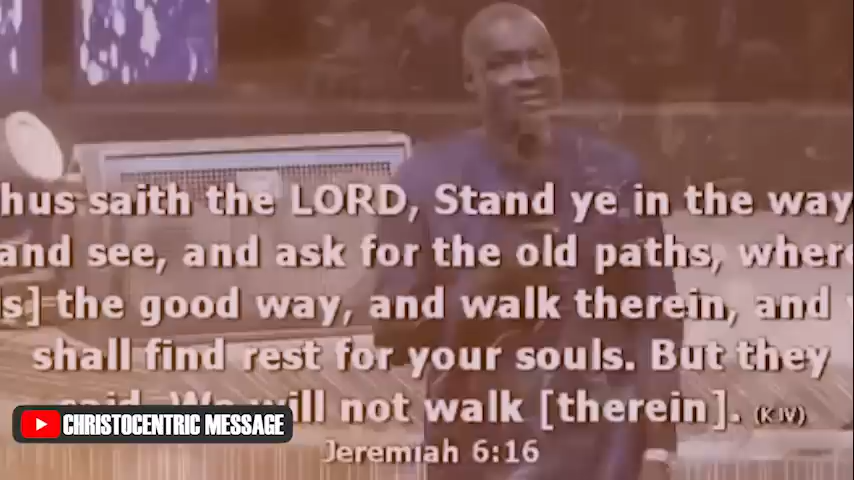 hus saith the LORD, Stand ye in the way
and see, and ask for the old paths, where
s] the good way, and walk therein, and
shall find rest for your souls. But they
will not walk [therein]. (KJV)
CHRISTOCENTRIC MESSAGE
Jeremiah 6:16